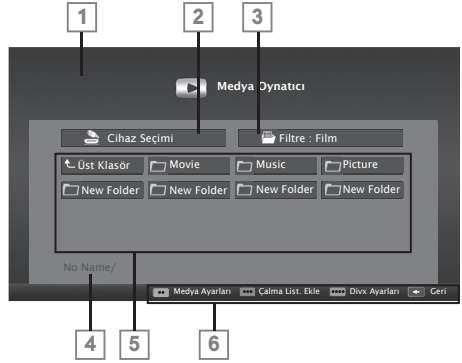 1 2 3
Medya Oynatıcı
Cihaz Seçimi Filtre : Film
Üst Klasör Movie Music Picture
New Folder New Folder New Folder New Folder
No Name/
Medya Ayarları Çalma List. Ekle Divx Ayarları Geri
4 5 6